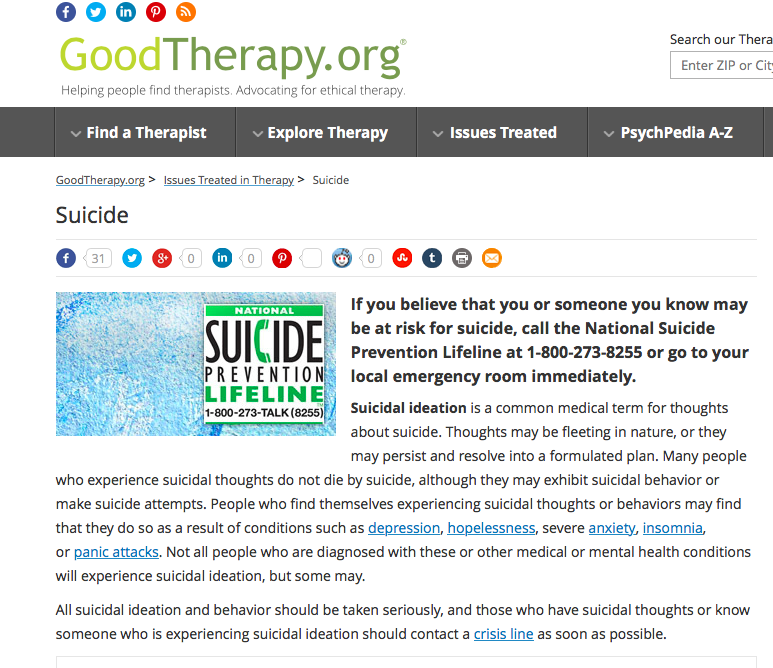 GoodTherapy.org®
Search our Thera
Helping people find therapists. Advocating for ethical therapy.
Enter ZIP or City
Find a Therapist
Explore Therapy
Issues Treated
PsychPedia A-Z
GoodTherapy.org > Issues Treated in Therapy > Suicide
Suicide
31 0 0 0
NATIONAL
SUICIDE
PREVENTION
LIFELINE™
1-800-273-TALK (8255)
If you believe that you or someone you know may
be at risk for suicide, call the National Suicide
Prevention Lifeline at 1-800-273-8255 or go to your
local emergency room immediately.
Suicidal ideation is a common medical term for thoughts
about suicide. Thoughts may be fleeting in nature, or they
may persist and resolve into a formulated plan. Many people
who experience suicidal thoughts do not die by suicide, although they may exhibit suicidal behavior or
make suicide attempts. People who find themselves experiencing suicidal thoughts or behaviors may find
that they do so as a result of conditions such as depression, hopelessness, severe anxiety, insomnia,
or panic attacks. Not all people who are diagnosed with these or other medical or mental health conditions
will experience suicidal ideation, but some may.
All suicidal ideation and behavior should be taken seriously, and those who have suicidal thoughts or know
someone who is experiencing suicidal ideation should contact a crisis line as soon as possible.